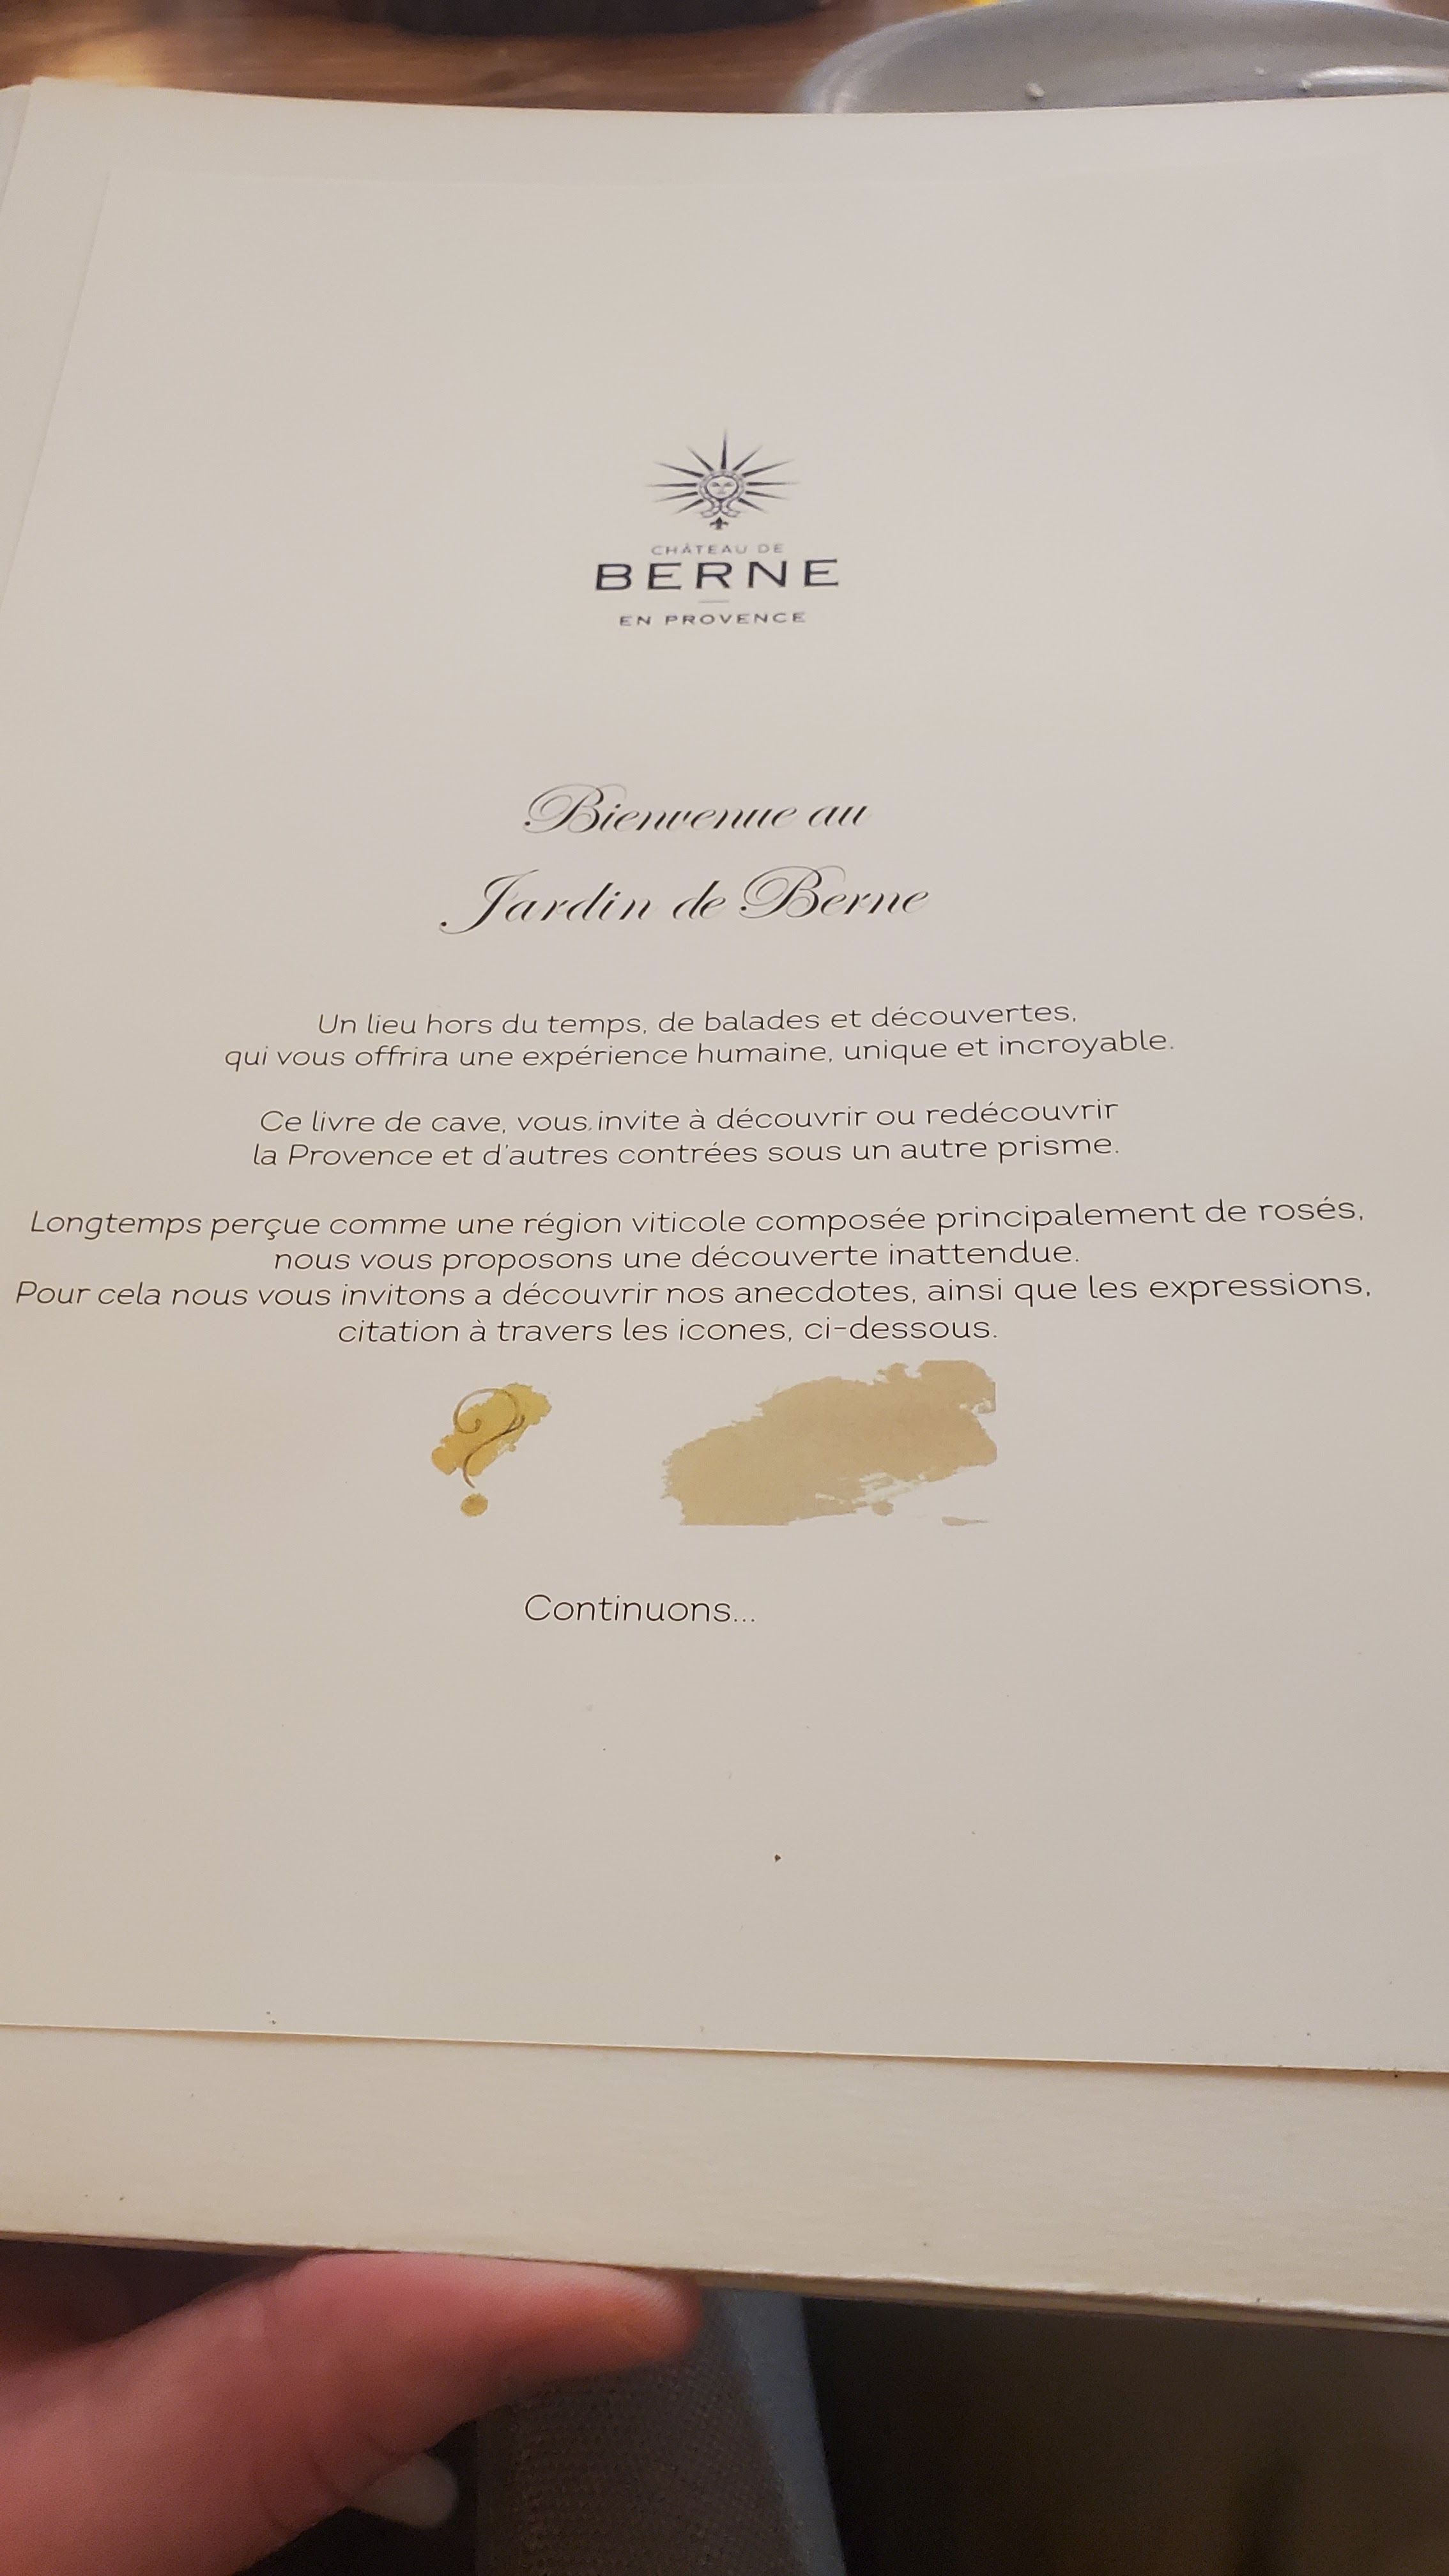 CHÂTEAU DE
BERNE
EN PROVENCE
Bienvenue au
Jardin de Berne
Un lieu hors du temps, de balades et découvertes,
qui vous offrira une expérience humaine, unique et incroyable.
Ce livre de cave, vous invite à découvrir ou redécouvrir
la Provence et d'autres contrées sous un autre prisme.
Longtemps perçue comme une région viticole composée principalement de rosés,
nous vous proposons une découverte inattendue.
Pour cela nous vous invitons a découvrir nos anecdotes, ainsi que les expressions,
citation à travers les icones, ci-dessous.
?
Continuons...